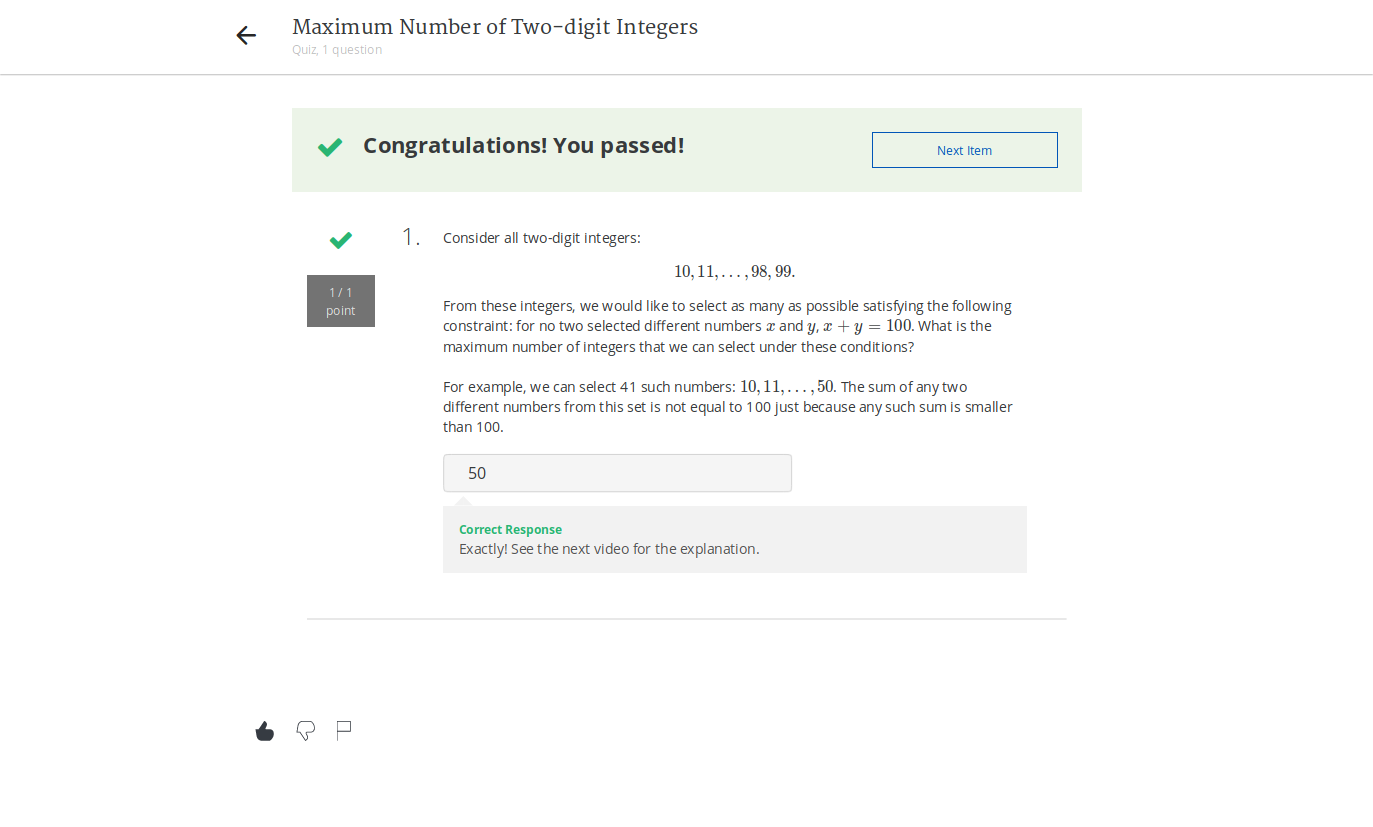 Maximum Number of Two-digit Integers
Quiz, 1 question
Congratulations! You passed!
Next Item
1 / 1
point
1.
Consider all two-digit integers:
10, 11, . . . , 98, 99.
From these integers, we would like to select as many as possible satisfying the following
constraint: for no two selected different numbers x and y, x + y = 100. What is the
maximum number of integers that we can select under these conditions?
For example, we can select 41 such numbers: 10, 11, . . . , 50. The sum of any two
different numbers from this set is not equal to 100 just because any such sum is smaller
than 100.
50
Correct Response
Exactly! See the next video for the explanation.